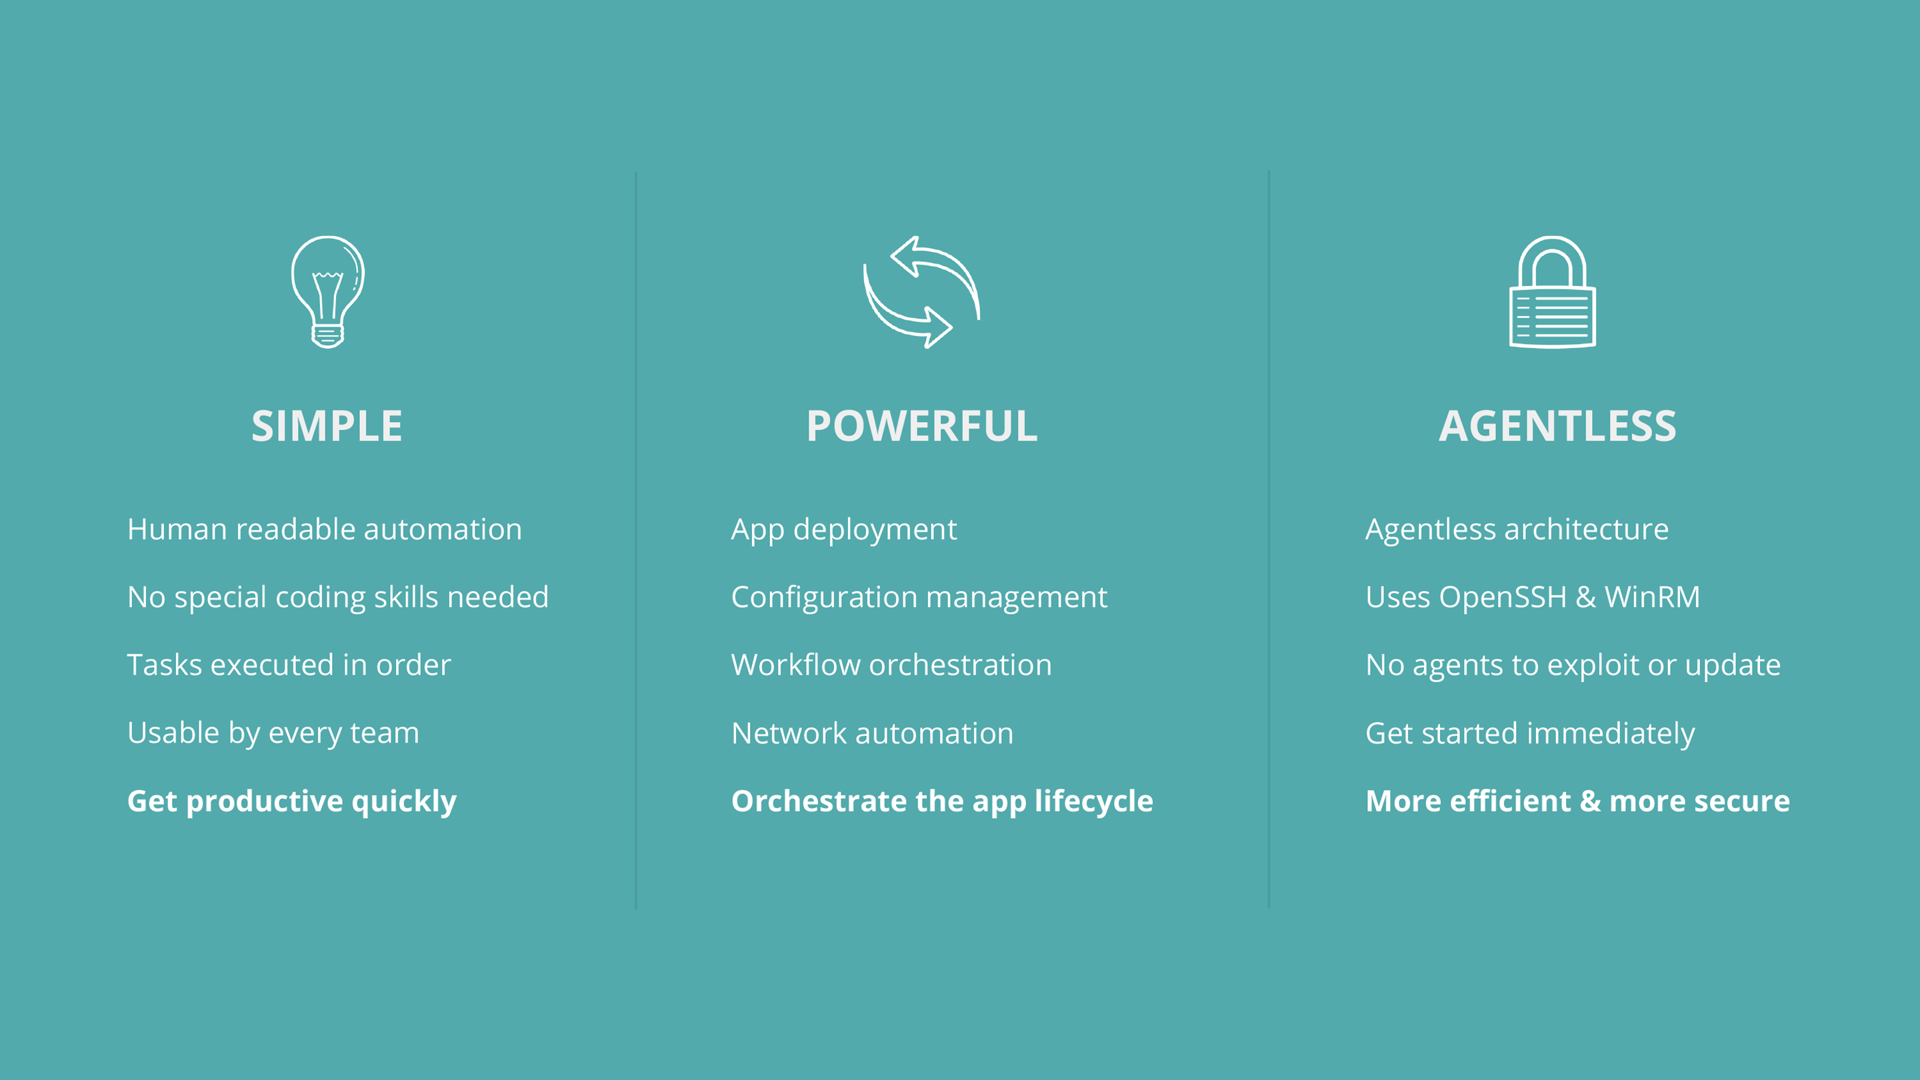 SIMPLE
Human readable automation
No special coding skills needed
Tasks executed in order
Usable by every team
Get productive quickly
POWERFUL
App deployment
Configuration management
Workflow orchestration
Network automation
Orchestrate the app lifecycle
AGENTLESS
Agentless architecture
Uses OpenSSH & WinRM
No agents to exploit or update
Get started immediately
More efficient & more secure